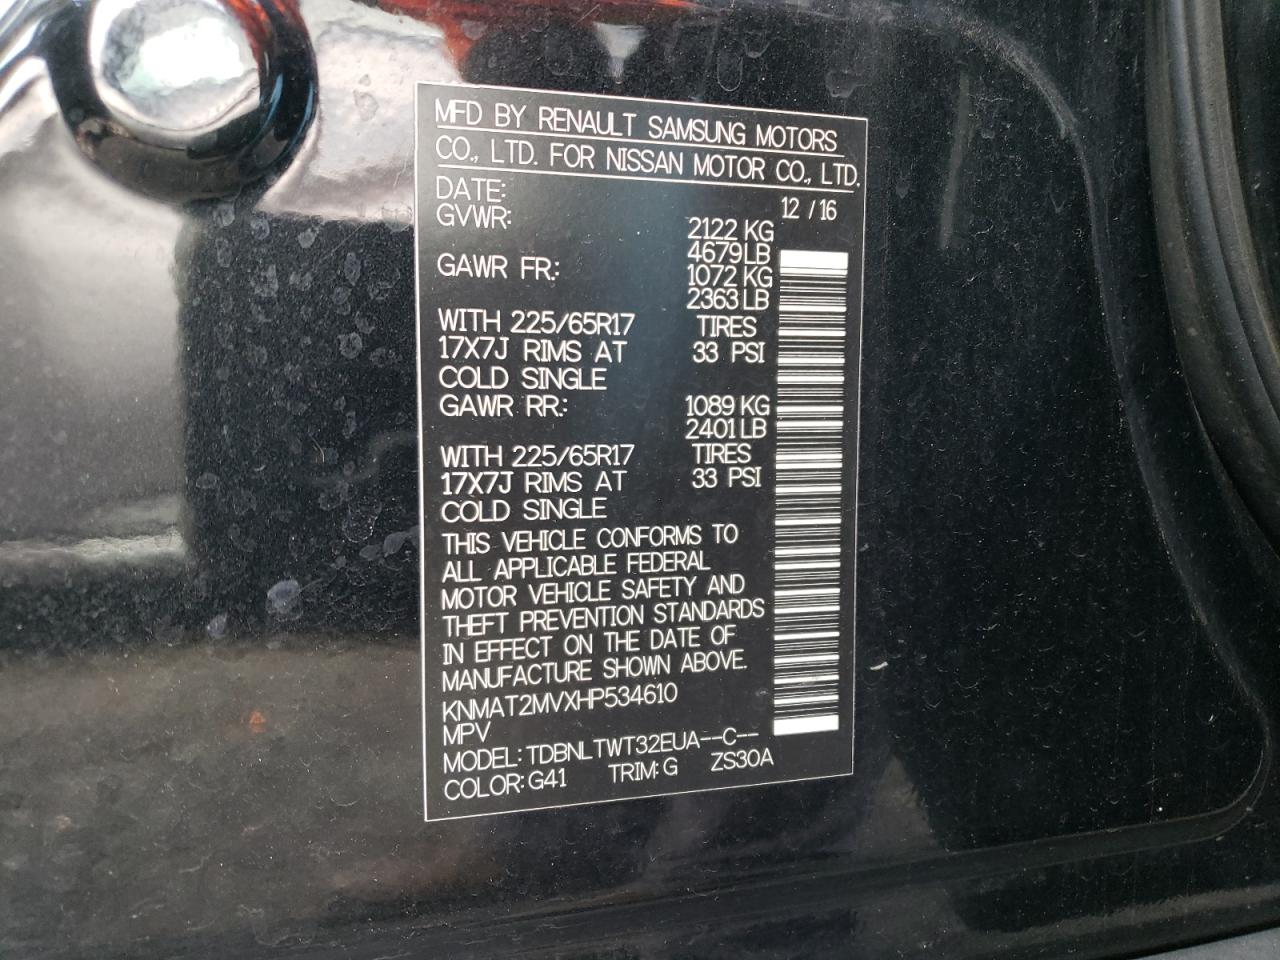 MFD BY RENAULT SAMSUNG MOTORS
CO., LTD. FOR NISSAN MOTOR CO., LTD.
DATE: 12 / 16
GVWR: 2122 KG
4679 LB
GAWR FR.: 1072 KG
2363 LB
WITH 225/65R17 TIRES
17X7J RIMS AT 33 PSI
COLD SINGLE
GAWR RR.: 1089 KG
2401 LB
WITH 225/65R17 TIRES
17X7J RIMS AT 33 PSI
COLD SINGLE
THIS VEHICLE CONFORMS TO
ALL APPLICABLE FEDERAL
MOTOR VEHICLE SAFETY AND
THEFT PREVENTION STANDARDS
IN EFFECT ON THE DATE OF
MANUFACTURE SHOWN ABOVE.
KNMAT2MVXHP534610
MPV
MODEL: TDBNLTWT32EUA--C--
COLOR: G41 TRIM: G ZS30A